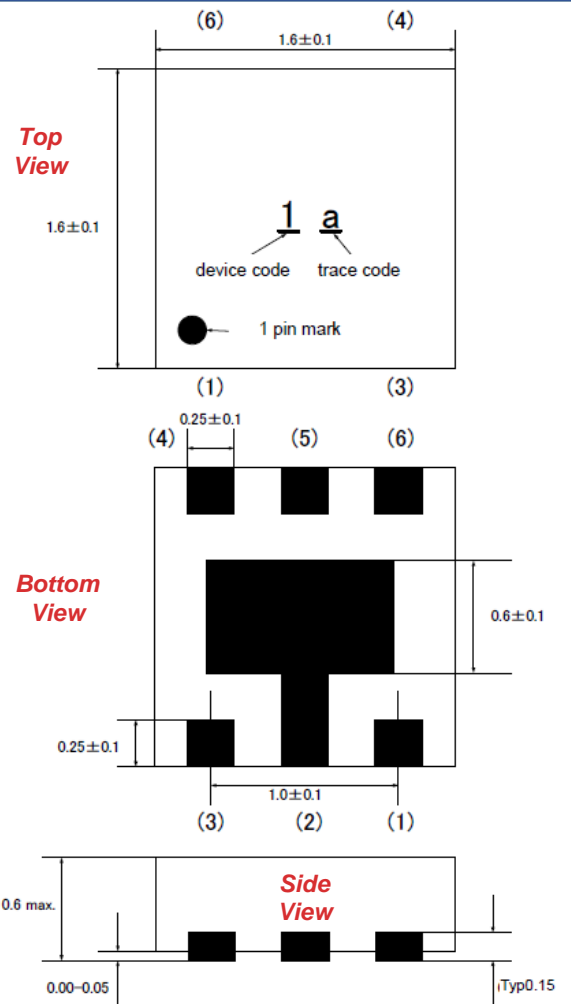 (6) (4)
1.6±0.1
Top
View
1.6±0.1
1 a
device code trace code
1 pin mark
(1) (3)
0.25±0.1
(4) (5) (6)
Bottom
View
0.6±0.1
0.25±0.1
1.0±0.1
(3) (2) (1)
0.6 max.
Side
View
0.00-0.05
Typ0.15